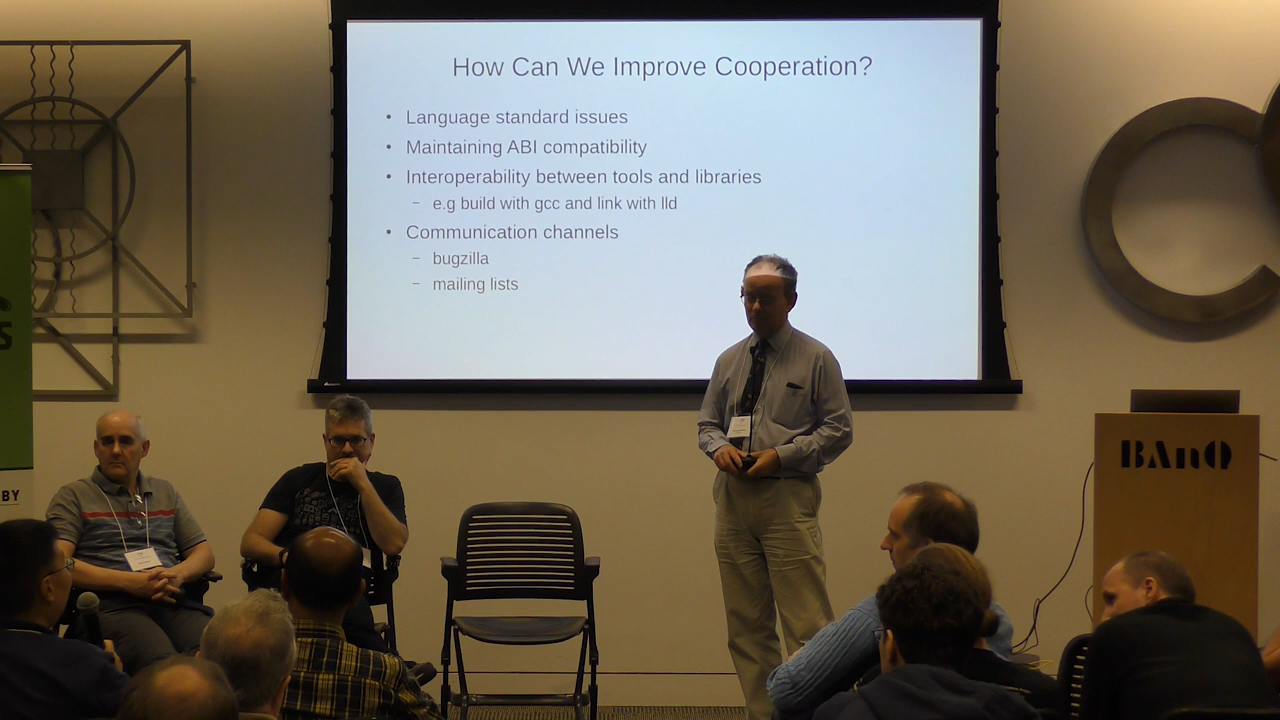 How Can We Improve Cooperation?
• Language standard issues
• Maintaining ABI compatibility
• Interoperability between tools and libraries
– e.g build with gcc and link with lld
• Communication channels
– bugzilla
– mailing lists
BY
BAnQ